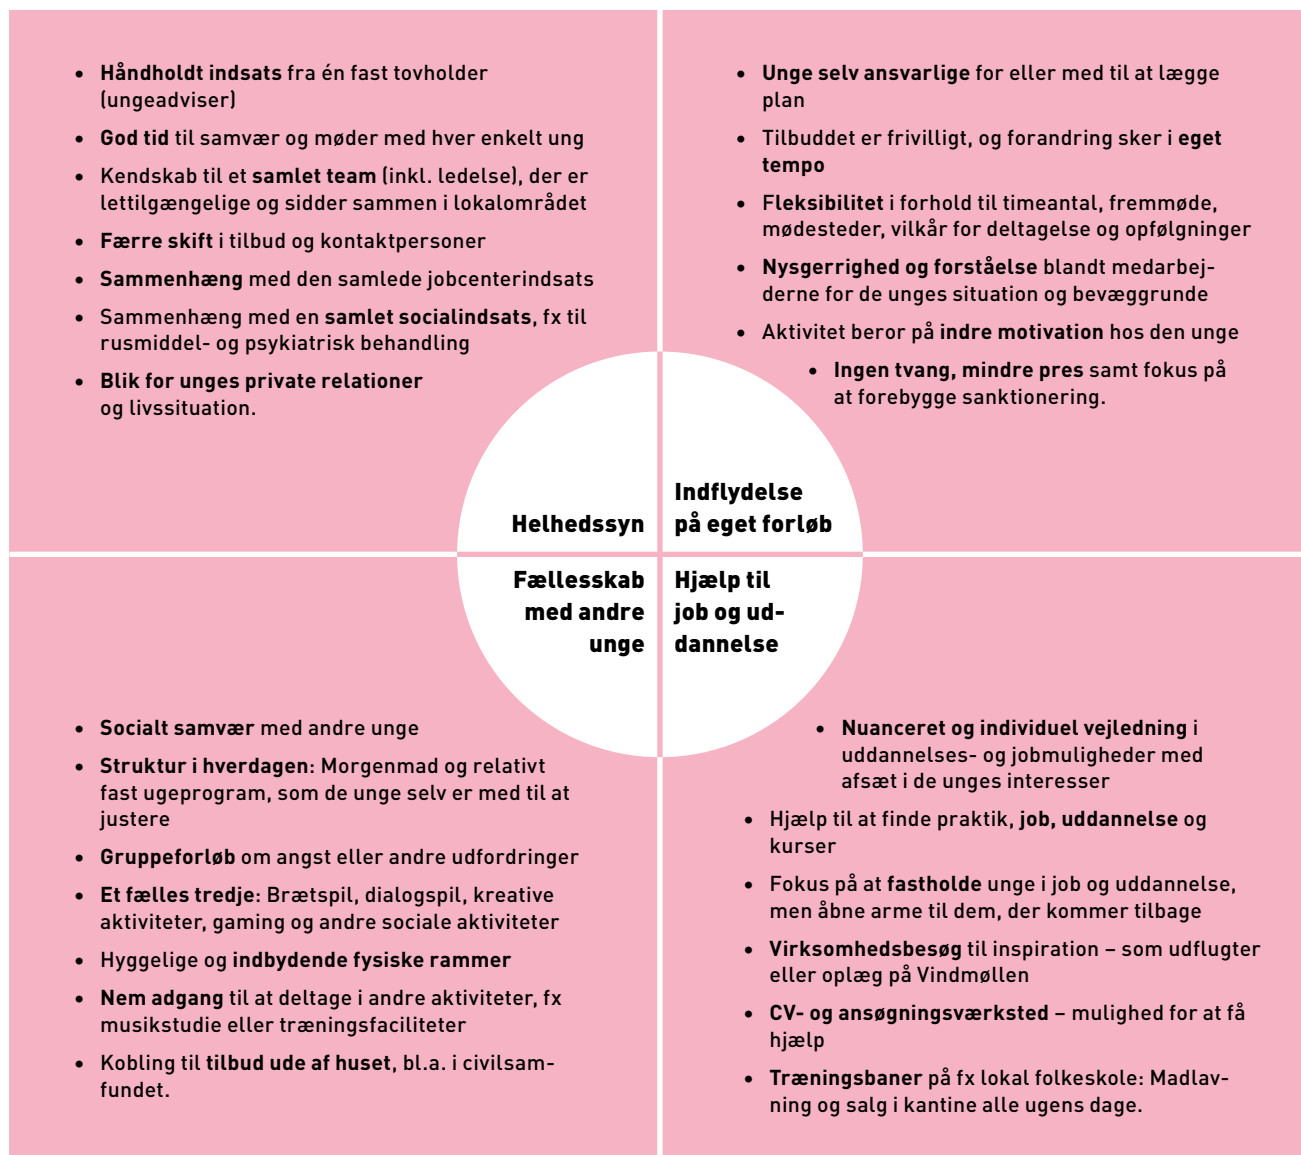 • Håndholdt indsats fra én fast tovholder
(ungeadviser)
• God tid til samvær og møder med hver enkelt ung
• Kendskab til et samlet team (inkl. ledelse), der er
lettilgængelige og sidder sammen i lokalområdet
• Færre skift i tilbud og kontaktpersoner
• Sammenhæng med den samlede jobcenterindsats
• Sammenhæng med en samlet socialindsats, fx til
rusmiddel- og psykiatrisk behandling
• Blik for unges private relationer
og livssituation.
Helhedssyn
• Unge selv ansvarlige for eller med til at lægge
plan
• Tilbuddet er frivilligt, og forandring sker i eget
tempo
• Fleksibilitet i forhold til timeantal, fremmøde,
mødesteder, vilkår for deltagelse og opfølgninger
• Nysgerrighed og forståelse blandt medarbej-
derne for de unges situation og bevæggrunde
• Aktivitet beror på indre motivation hos den unge
• Ingen tvang, mindre pres samt fokus på
at forebygge sanktionering.
Indflydelse
på eget forløb
Fællesskab
med andre
unge
• Socialt samvær med andre unge
• Struktur i hverdagen: Morgenmad og relativt
fast ugeprogram, som de unge selv er med til at
justere
• Gruppeforløb om angst eller andre udfordringer
• Et fælles tredje: Brætspil, dialogspil, kreative
aktiviteter, gaming og andre sociale aktiviteter
• Hyggelige og indbydende fysiske rammer
• Nem adgang til at deltage i andre aktiviteter, fx
musikstudie eller træningsfaciliteter
• Kobling til tilbud ude af huset, bl.a. i civilsam-
fundet.
Hjælp til
job og ud-
dannelse
• Nuanceret og individuel vejledning i
uddannelses- og jobmuligheder med
afsæt i de unges interesser
• Hjælp til at finde praktik, job, uddannelse og
kurser
• Fokus på at fastholde unge i job og uddannelse,
men åbne arme til dem, der kommer tilbage
• Virksomhedsbesøg til inspiration – som udflugter
eller oplæg på Vindmøllen
• CV- og ansøgningsværksted – mulighed for at få
hjælp
• Træningsbaner på fx lokal folkeskole: Madlav-
ning og salg i kantine alle ugens dage.